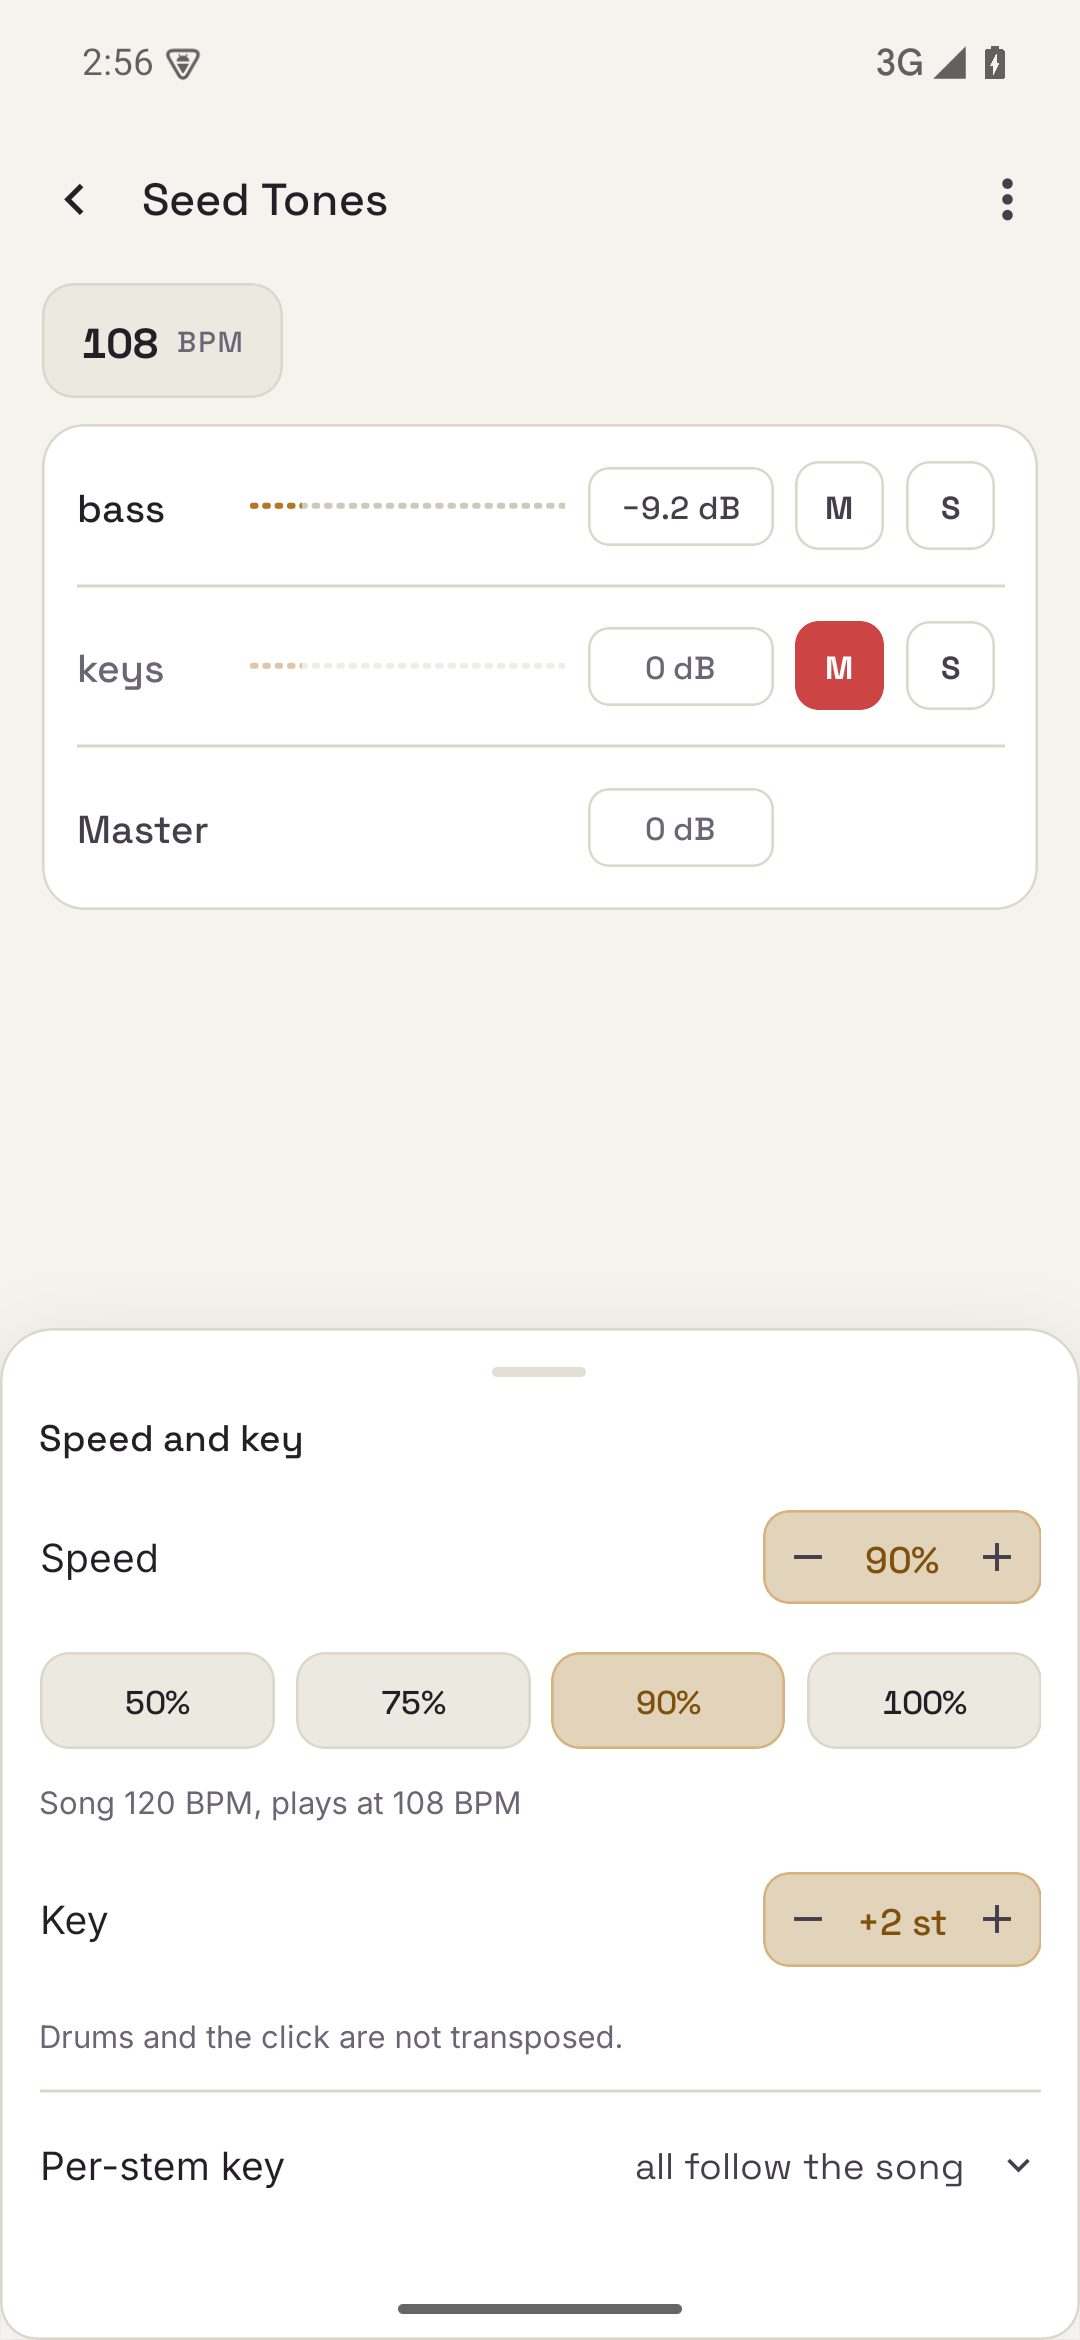 2:56
3G
Seed Tones
108 BPM
bass -9.2 dB M S
keys 0 dB M S
Master 0 dB
Speed and key
Speed − 90% +
50% 75% 90% 100%
Song 120 BPM, plays at 108 BPM
Key − +2 st +
Drums and the click are not transposed.
Per-stem key all follow the song